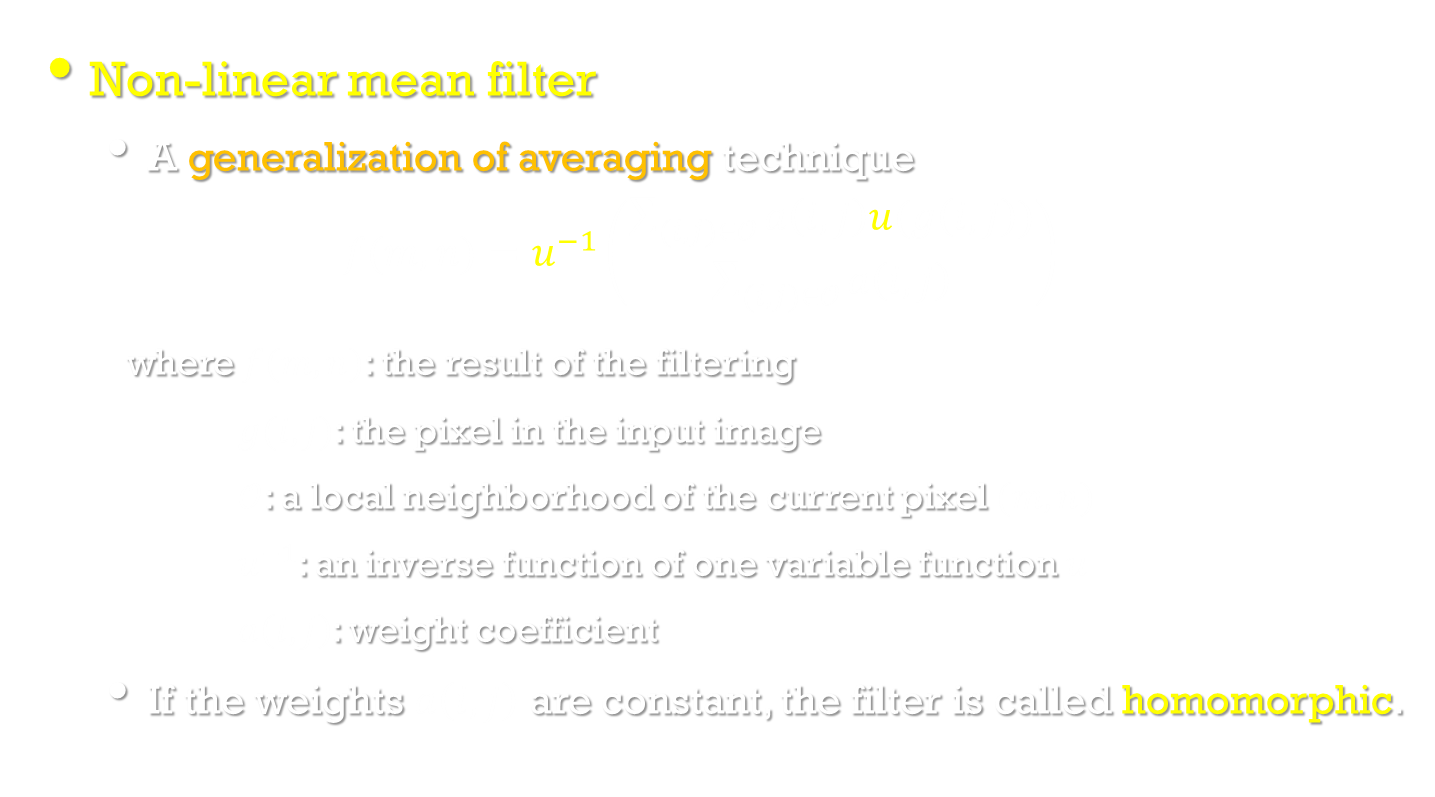 • Non-linear mean filter
• A generalization of averaging technique
u
u⁻¹
where : the result of the filtering
: the pixel in the input image
: a local neighborhood of the current pixel
: an inverse function of one variable function
: weight coefficient
• If the weights are constant, the filter is called homomorphic.